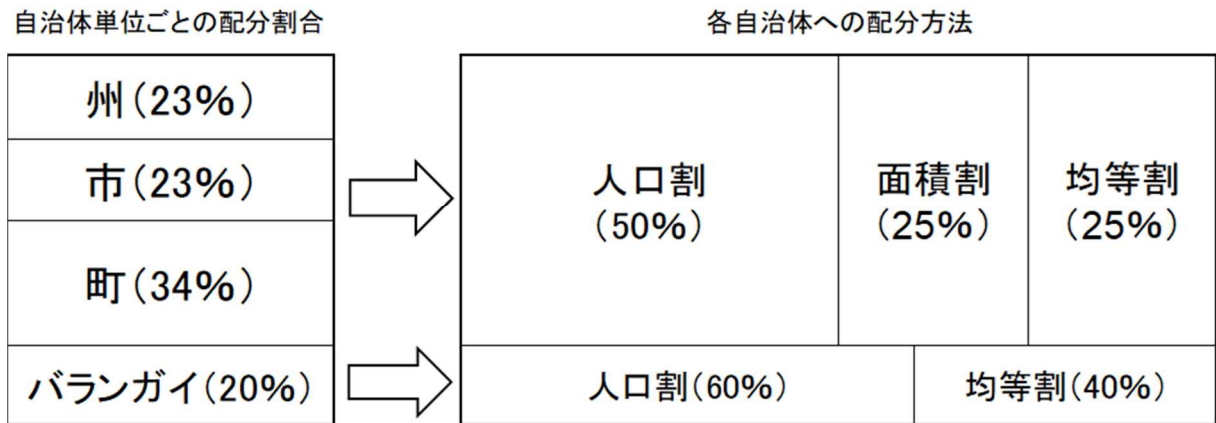 自治体単位ごとの配分割合
各自治体への配分方法
州(23%)
市(23%)
町(34%)
バランガイ(20%)
人口割
(50%)
面積割
(25%)
均等割
(25%)
人口割(60%)
均等割(40%)